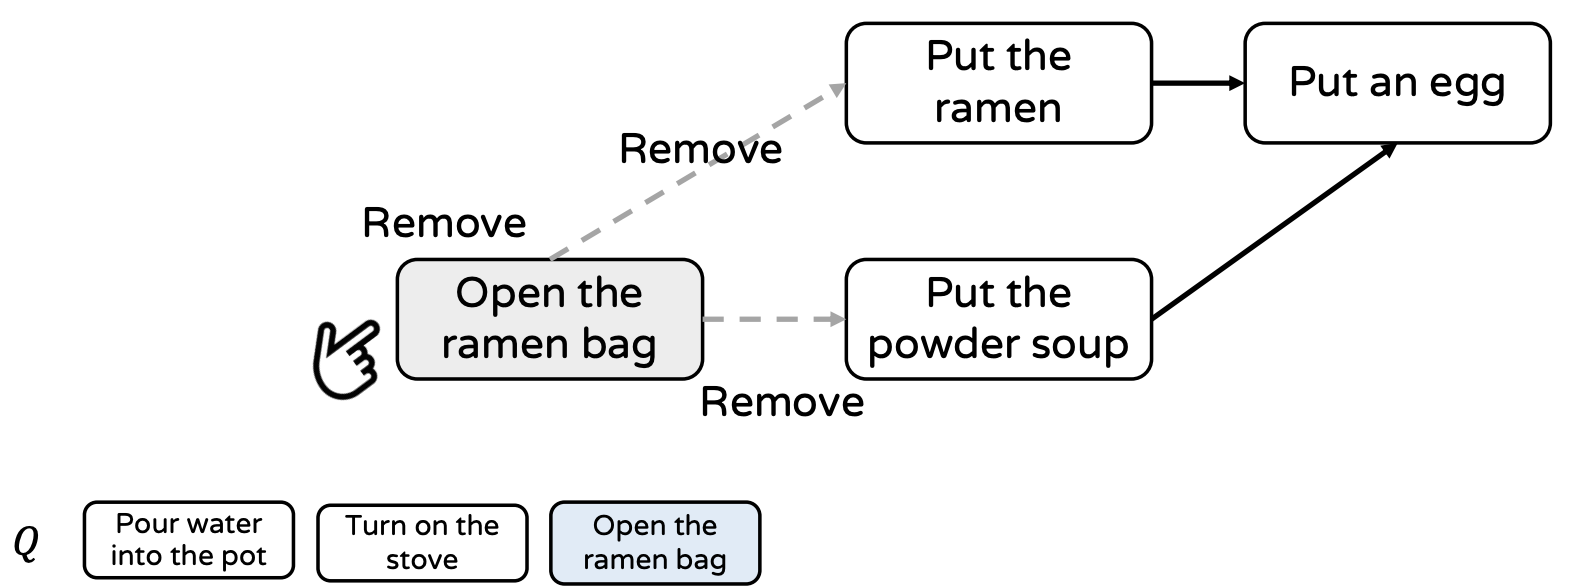 Put the
ramen
Put an egg
Remove
Remove
Open the
ramen bag
Put the
powder soup
Remove
Q
Pour water
into the pot
Turn on the
stove
Open the
ramen bag